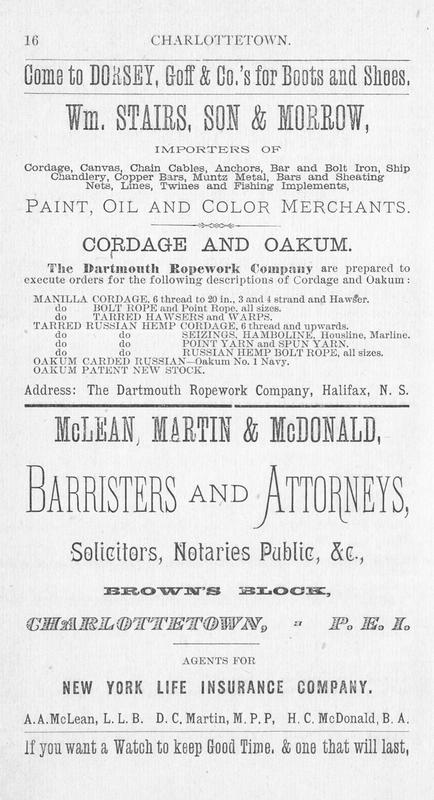 16 CHARLOTTETOWN.
Come to DORSEY, Goff & Co.'s for Boots and Shoes.
Wm. STAIRS, SON & MORROW,
IMPORTERS OF
Cordage, Canvas, Chain Cables, Anchors, Bar and Bolt Iron, Ship
Chandlery, Copper Bars, Muntz Metal, Bars and Sheating
Nets, Lines, Twines and Fishing Implements,
PAINT, OIL AND COLOR MERCHANTS.
CORDAGE AND OAKUM.
The Dartmouth Ropework Company are prepared to
execute orders for the following descriptions of Cordage and Oakum:
MANILLA CORDAGE, 6 thread to 20 in., 3 and 4 strand and Hawser.
do BOLT ROPE and Point Rope, all sizes.
do TARRED HAWSERS and WARPS.
TARRED RUSSIAN HEMP CORDAGE, 6 thread and upwards.
do do SEIZINGS, HAMBOLINE, Housline, Marline.
do do POINT YARN and SPUN YARN.
do do RUSSIAN HEMP BOLT ROPE, all sizes.
OAKUM CARDED RUSSIAN—Oakum No. 1 Navy.
OAKUM PATENT NEW STOCK.
Address: The Dartmouth Ropework Company, Halifax, N. S.
McLEAN, MARTIN & McDONALD,
BARRISTERS AND ATTORNEYS,
Solicitors, Notaries Public, &c.,
BROWN'S BLOCK,
CHARLOTTETOWN, - P. E. I.
AGENTS FOR
NEW YORK LIFE INSURANCE COMPANY.
A.A.McLean, L. L. B. D. C. Martin, M. P. P, H. C. McDonald, B. A.
If you want a Watch to keep Good Time. & one that will last,